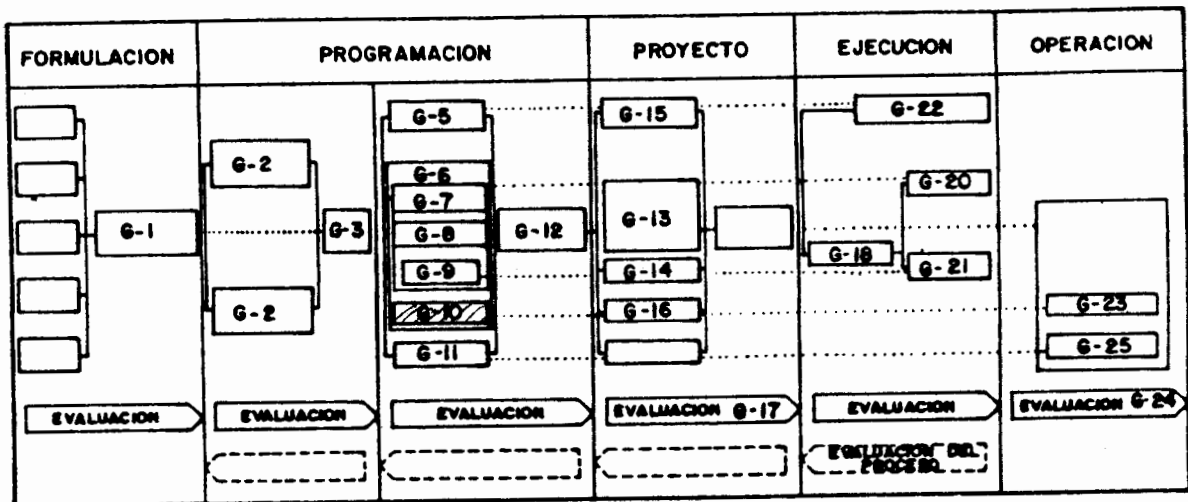 FORMULACION
PROGRAMACION
PROYECTO
EJECUCION
OPERACION
G-1
G-2
G-2
G-3
G-5
G-6
G-7
G-8
G-9
G-10
G-11
G-12
G-15
G-13
G-14
G-16
G-22
G-20
G-18
G-21
G-23
G-25
EVALUACION
EVALUACION
EVALUACION
EVALUACION G-17
EVALUACION
EVALUACION G-24
EVALUACION DEL
PROCESO